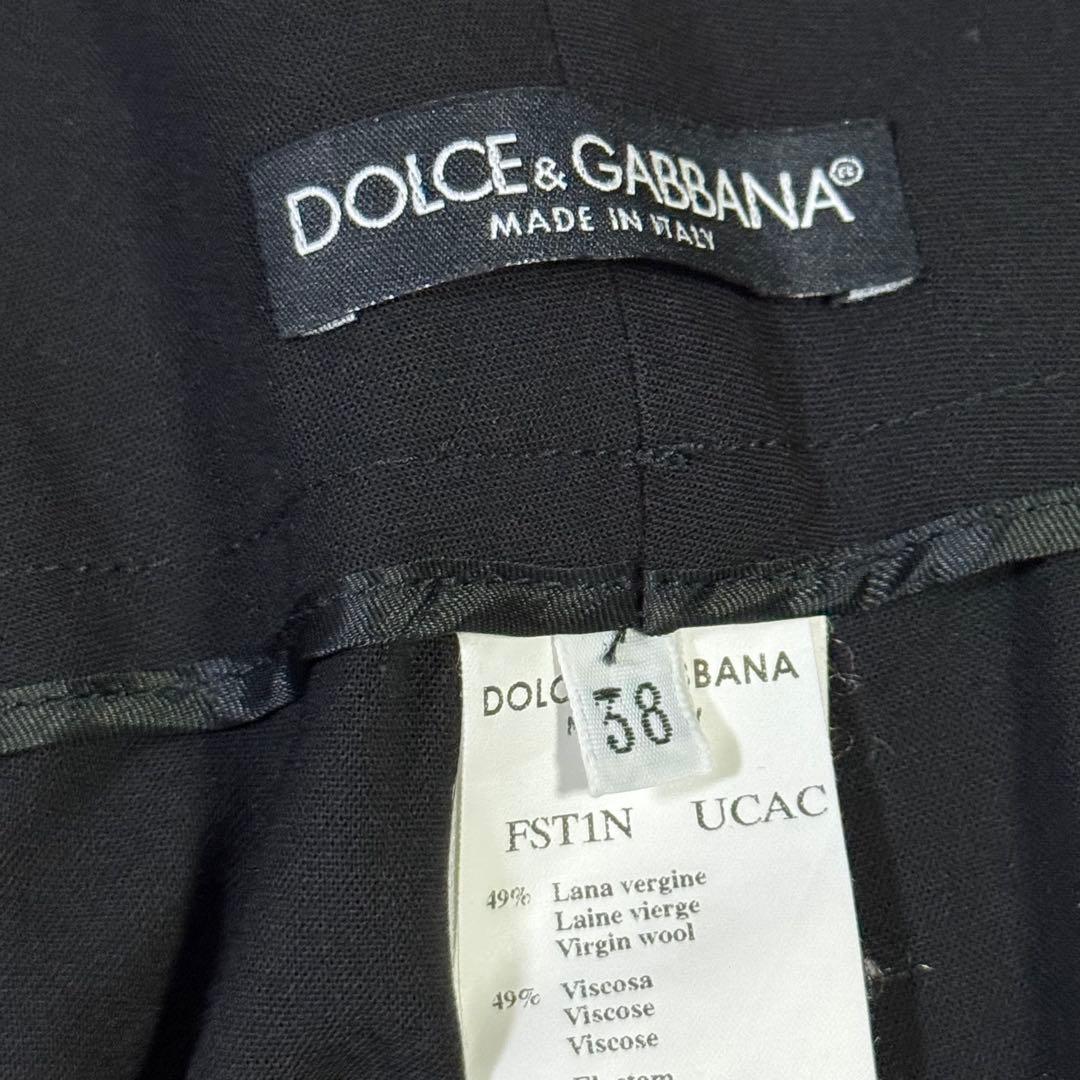 DOLCE & GABBANA®
MADE IN ITALY
38
DOLC BBANA
FST1N UCAC
49% Lana vergine
Laine vierge
Virgin wool
49% Viscosa
Viscose
Viscose